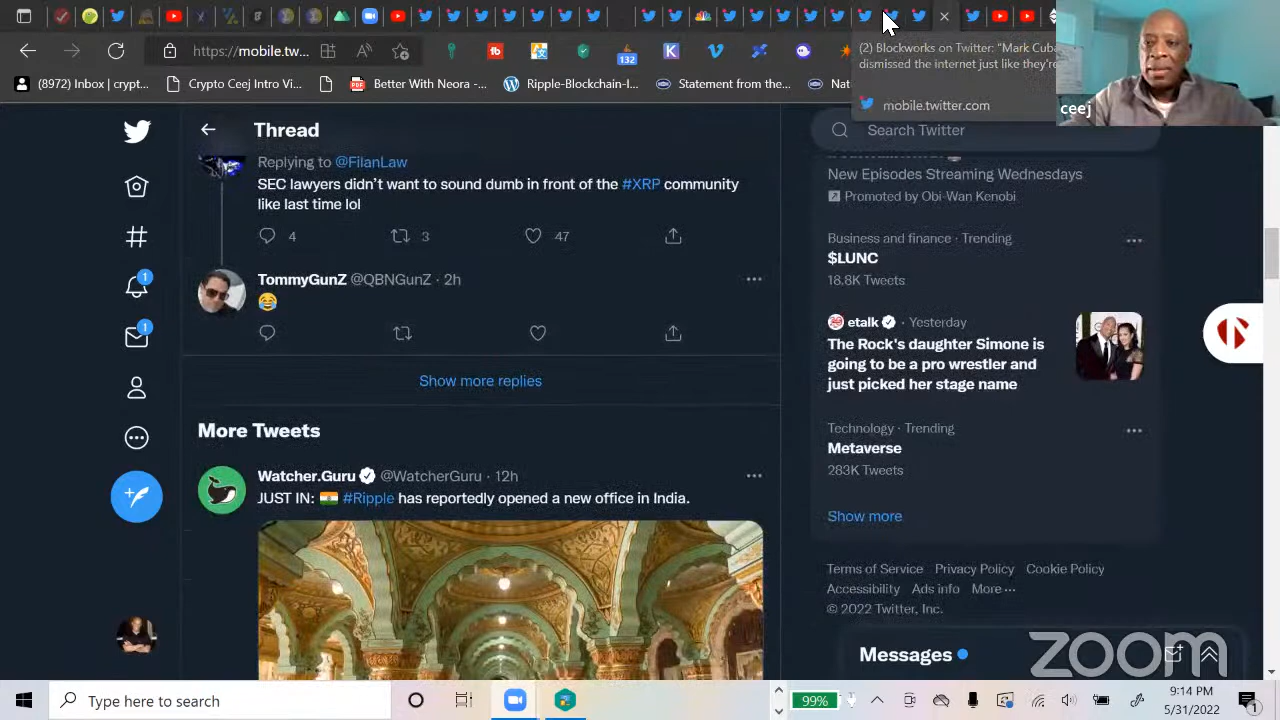 https://mobile.tw...
132
(2) Blockworks on Twitter: "Mark Cuba
dismissed the internet just like they're
mobile.twitter.com
ceej
(8972) Inbox | crypt...
Crypto Ceej Intro Vi...
PDF
Better With Neora -...
Ripple-Blockchain-I...
Statement from the...
Nat
Thread
Search Twitter
Replying to @FilanLaw
SEC lawyers didn't want to sound dumb in front of the #XRP community
like last time lol
4
3
47
TommyGunZ @QBNGunZ · 2h
😂
Show more replies
More Tweets
Watcher.Guru @WatcherGuru · 12h
JUST IN: 🇮🇳 #Ripple has reportedly opened a new office in India.
New Episodes Streaming Wednesdays
Promoted by Obi-Wan Kenobi
Business and finance · Trending
$LUNC
18.8K Tweets
etalk · Yesterday
The Rock's daughter Simone is
going to be a pro wrestler and
just picked her stage name
Technology · Trending
Metaverse
283K Tweets
Show more
Terms of Service Privacy Policy Cookie Policy
Accessibility Ads info More ...
© 2022 Twitter, Inc.
Messages
zoom
1
1
Type here to search
99%
9:14 PM
5/31/2022
1